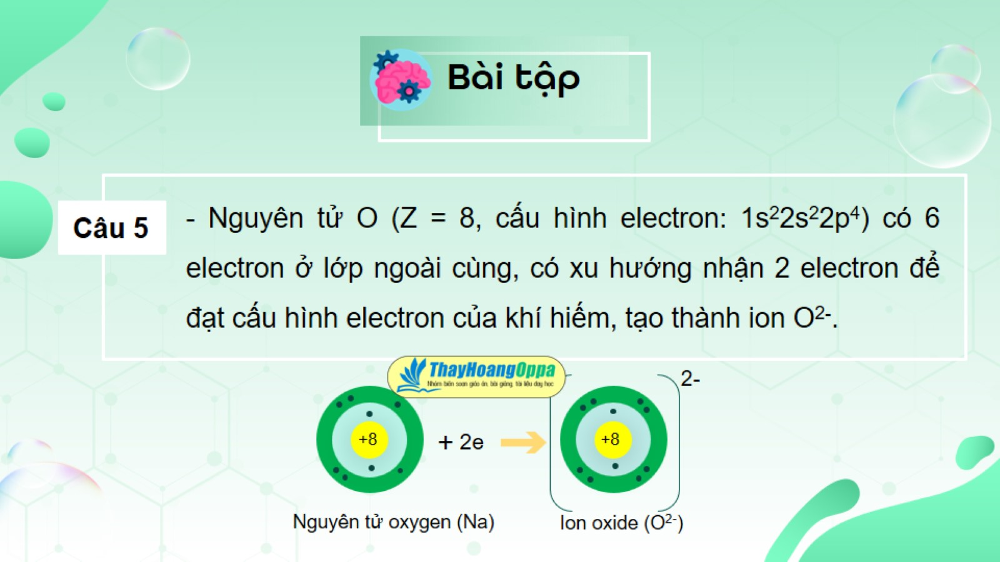 Bài tập
Câu 5
- Nguyên tử O (Z = 8, cấu hình electron: 1s²2s²2p⁴) có 6
electron ở lớp ngoài cùng, có xu hướng nhận 2 electron để
đạt cấu hình electron của khí hiếm, tạo thành ion O²⁻.
ThayHoangOppa
Nhóm biên soạn giáo án, bài giảng, tài liệu dạy học
2-
+8
+ 2e
+8
Nguyên tử oxygen (Na)
Ion oxide (O²⁻)